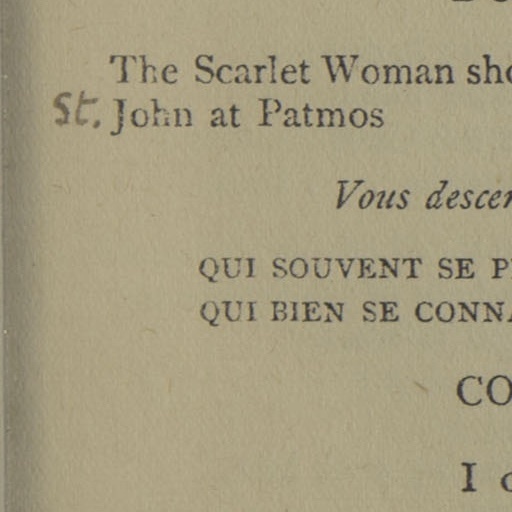 The Scarlet Woman sho
St. John at Patmos
Vous descen
QUI SOUVENT SE P
QUI BIEN SE CONNA
CO
I